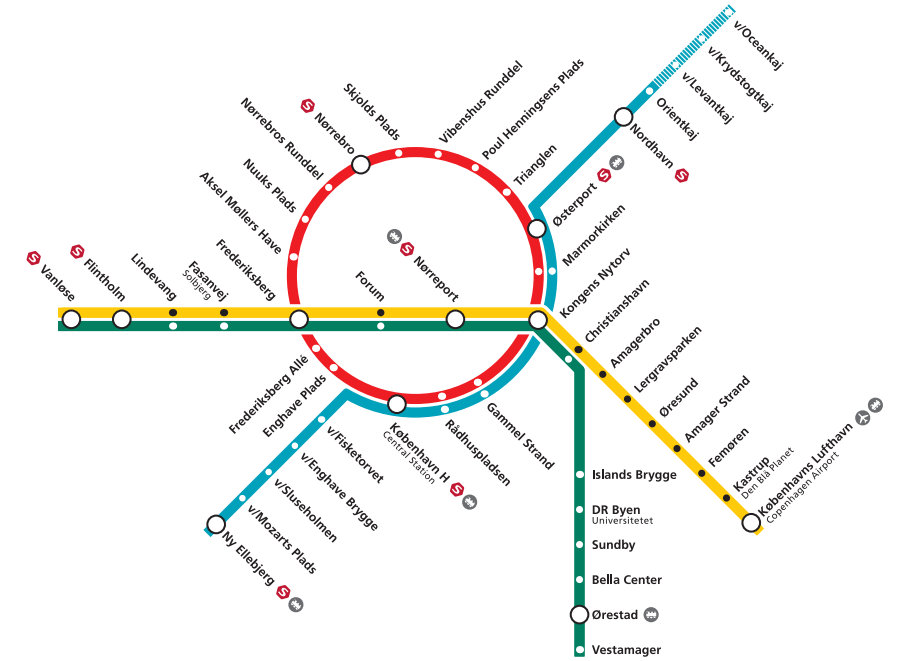 v/Oceankaj
v/Krydstogtkaj
v/Levantkaj
Orientkaj
Nordhavn
S
Vibenshus Runddel
Poul Henningsens Plads
Skjolds Plads
S
Nørrebro
Nørrebros Runddel
Trianglen
Østerport
S
Nuuks Plads
Aksel Møllers Have
Marmorkirken
S
Vanløse
S
Flintholm
Lindevang
Fasanvej
Solbjerg
Frederiksberg
Forum
S
Nørreport
Kongens Nytorv
Christianshavn
Amagerbro
Lergravsparken
Øresund
Amager Strand
Femøren
Kastrup
Den Blå Planet
Københavns Lufthavn
Copenhagen Airport
Frederiksberg Allé
Enghave Plads
København H
Central Station
S
Rådhuspladsen
Gammel Strand
v/Fisketorvet
v/Enghave Brygge
v/Sluseholmen
v/Mozarts Plads
Ny Ellebjerg
S
Islands Brygge
DR Byen
Universitetet
Sundby
Bella Center
Ørestad
Vestamager